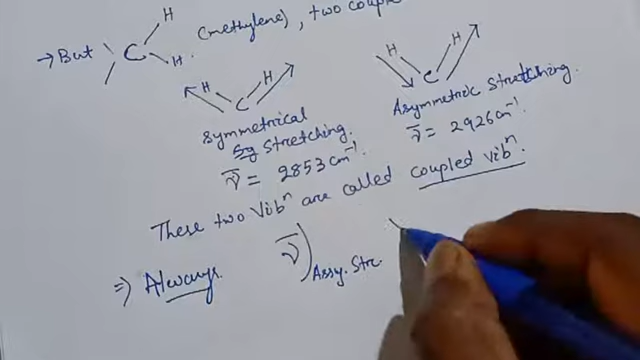 → But C H H (methylene), two couple
H C H
H C H
symmetrical
Sy Stretching.
ν̅ = 2853 cm⁻¹.
Asymmetric Stretching.
ν̅ = 2926 cm⁻¹.
These two Vibⁿ are called coupled vibⁿ.
⇒ Always ν̅) Assy. Str.